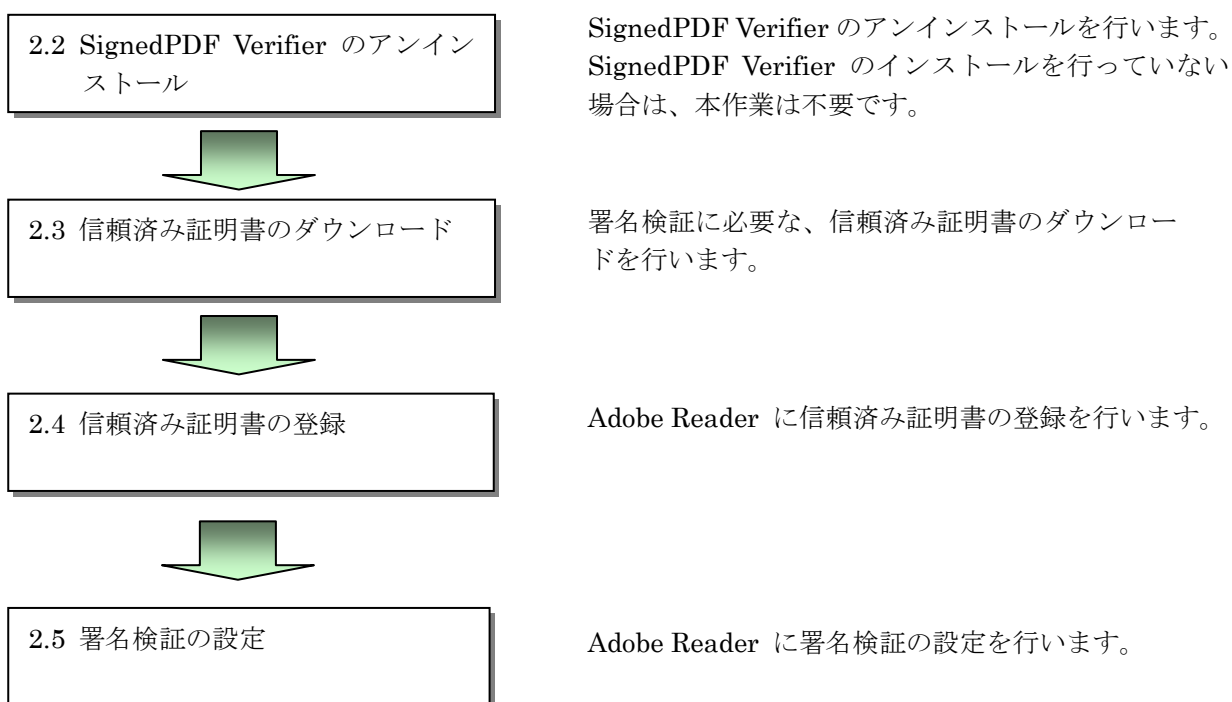 2.2 SignedPDF Verifier のアンイン
ストール
SignedPDF Verifier のアンインストールを行います。
SignedPDF Verifier のインストールを行っていない
場合は、本作業は不要です。
2.3 信頼済み証明書のダウンロード
署名検証に必要な、信頼済み証明書のダウンロー
ドを行います。
2.4 信頼済み証明書の登録
Adobe Reader に信頼済み証明書の登録を行います。
2.5 署名検証の設定
Adobe Reader に署名検証の設定を行います。